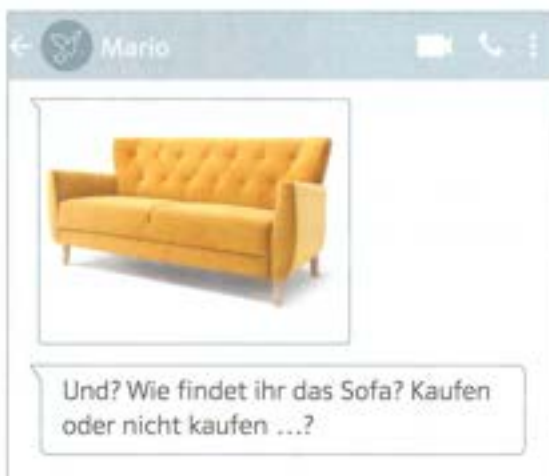 Mario
Und? Wie findet ihr das Sofa? Kaufen
oder nicht kaufen ...?